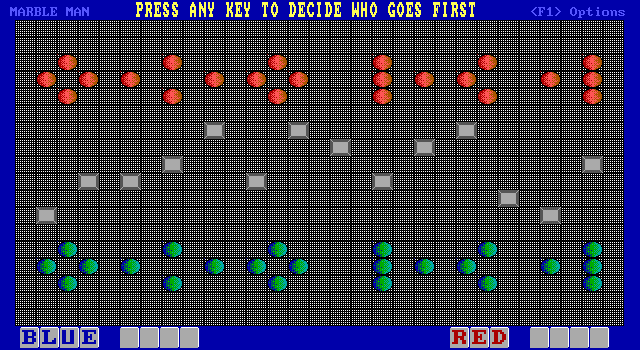 MARBLE MAN
PRESS ANY KEY TO DECIDE WHO GOES FIRST
<F1> Options
BLUE
RED